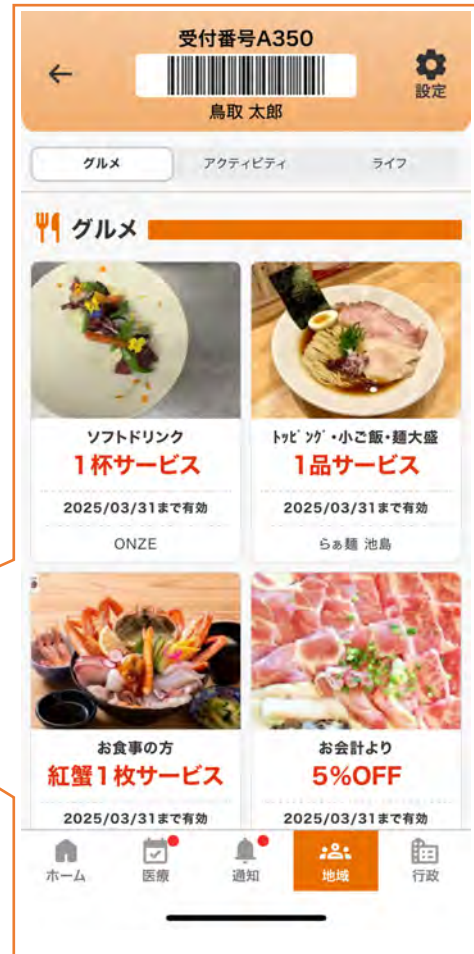 受付番号A350
鳥取 太郎
設定
グルメ
アクティビティ
ライフ
グルメ
ソフトドリンク
1杯サービス
2025/03/31まで有効
ONZE
ﾄｯﾋﾟﾝｸﾞ・小ご飯・麺大盛
1品サービス
2025/03/31まで有効
らぁ麺 池島
お食事の方
紅蟹1枚サービス
2025/03/31まで有効
お会計より
5%OFF
2025/03/31まで有効
ホーム
医療
通知
地域
行政